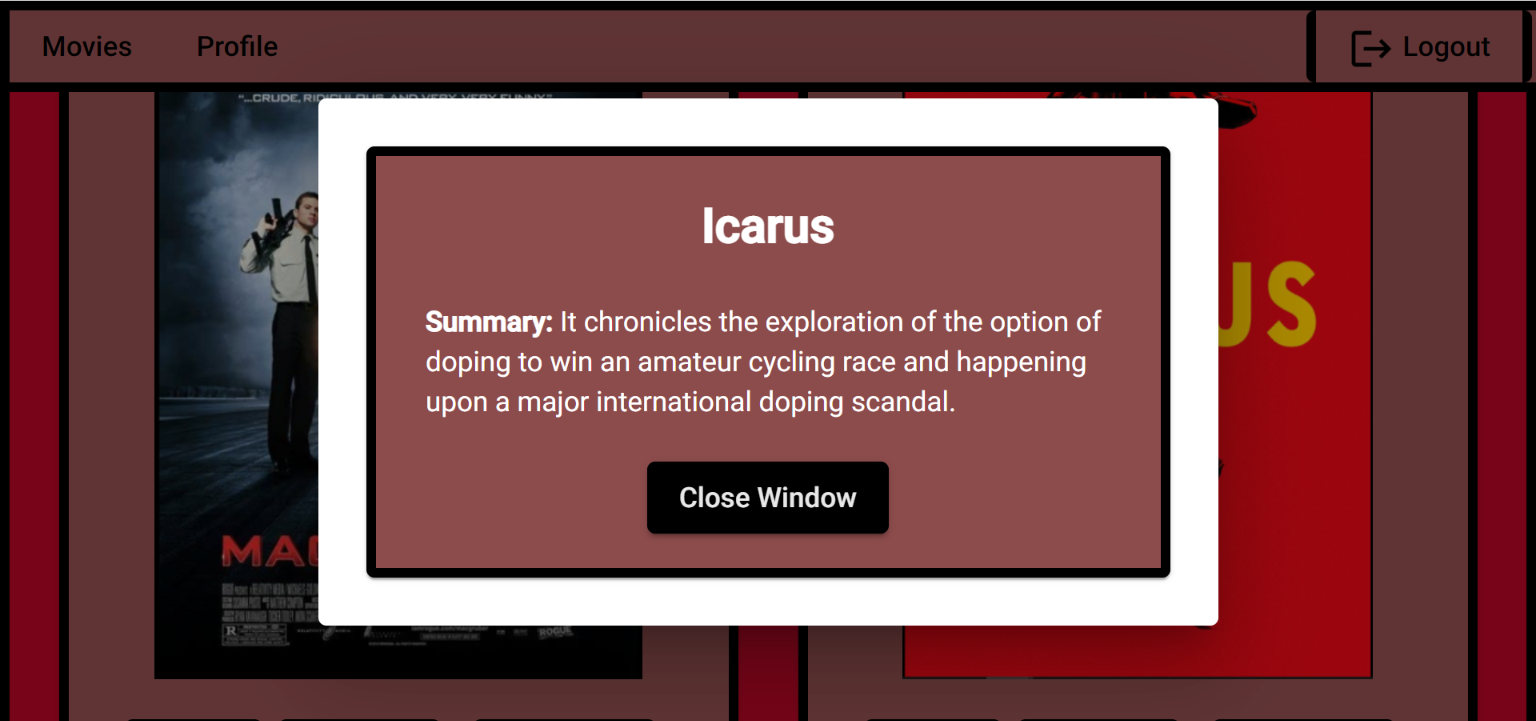 Movies Profile Logout
"...CRUDE, RIDICULOUS, AND VERY VERY FUNNY."
Icarus
US
Summary: It chronicles the exploration of the option of
doping to win an amateur cycling race and happening
upon a major international doping scandal.
Close Window
MAC
R
ROGUE